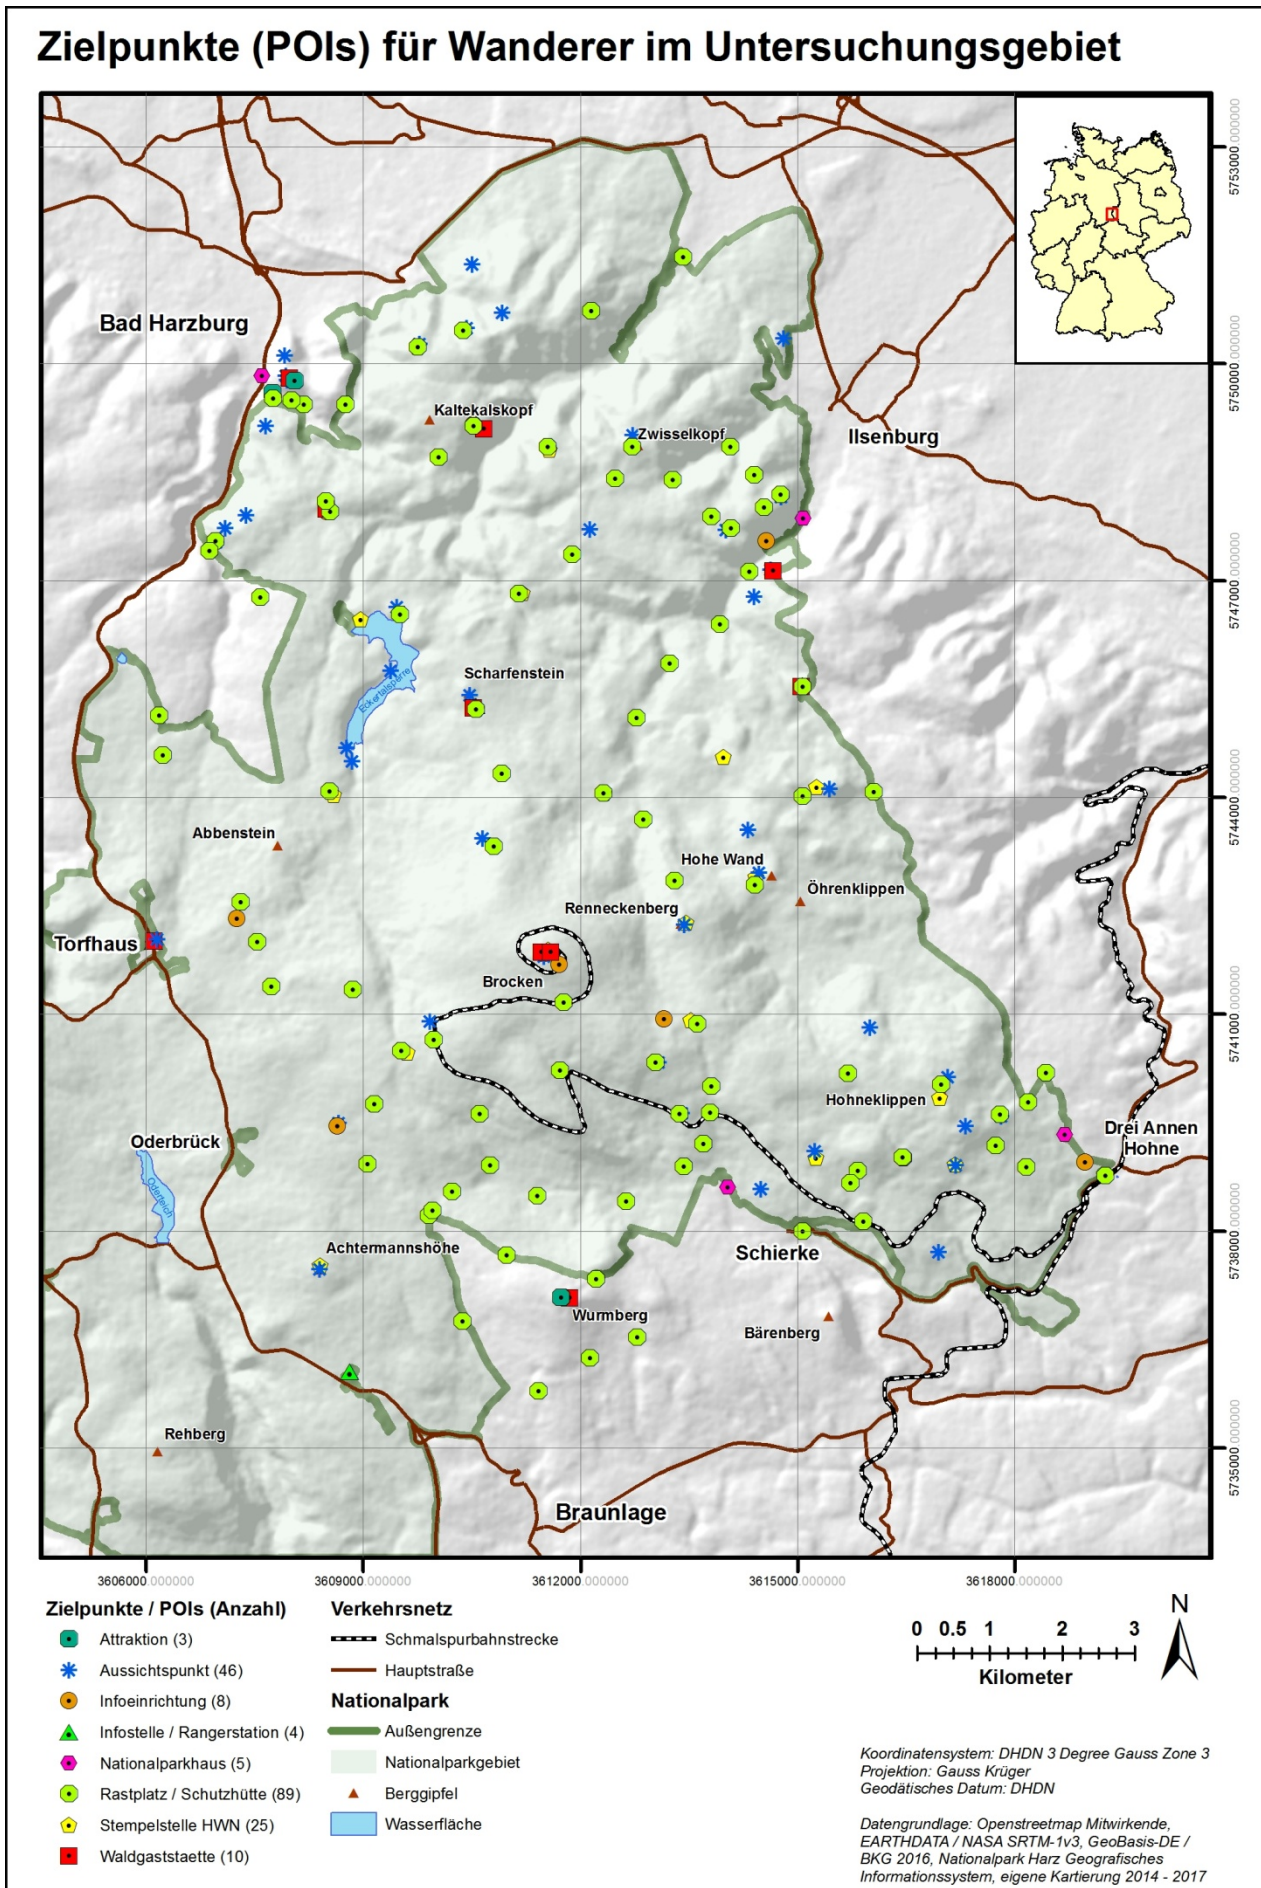 Zielpunkte (POIs) für Wanderer im Untersuchungsgebiet
5753000.000000
Bad Harzburg
5750000.000000
Kaltekalskopf
Zwisselkopf
Ilsenburg
5747000.000000
Scharfenstein
Eckertalsperre
5744000.000000
Abbenstein
Hohe Wand
Öhrenklippen
Renneckenberg
Torfhaus
Brocken
5741000.000000
Hohneklippen
Oderbrück
Drei Annen
Hohne
Oderteich
Achtermannshöhe
Schierke
5738000.000000
Wurmberg
Bärenberg
Rehberg
5735000.000000
Braunlage
3606000.000000 3609000.000000 3612000.000000 3615000.000000 3618000.000000
Zielpunkte / POIs (Anzahl)
Attraktion (3)
Aussichtspunkt (46)
Infoeinrichtung (8)
Infostelle / Rangerstation (4)
Nationalparkhaus (5)
Rastplatz / Schutzhütte (89)
Stempelstelle HWN (25)
Waldgaststaette (10)
Verkehrsnetz
Schmalspurbahnstrecke
Hauptstraße
Nationalpark
Außengrenze
Nationalparkgebiet
Berggipfel
Wasserfläche
0 0.5 1 2 3
Kilometer
N
Koordinatensystem: DHDN 3 Degree Gauss Zone 3
Projektion: Gauss Krüger
Geodätisches Datum: DHDN
Datengrundlage: Openstreetmap Mitwirkende,
EARTHDATA / NASA SRTM-1v3, GeoBasis-DE /
BKG 2016, Nationalpark Harz Geografisches
Informationssystem, eigene Kartierung 2014 - 2017